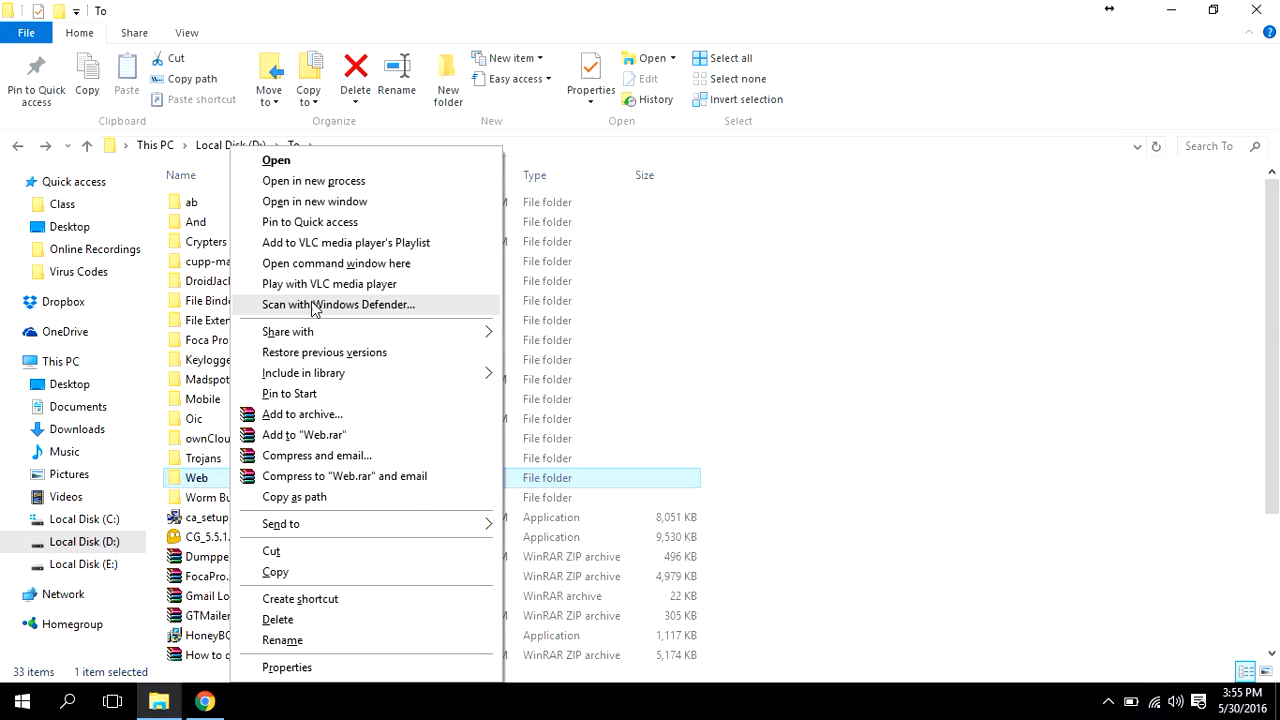 To
File
Home
Share
View
Pin to Quick access
Copy
Paste
Cut
Copy path
Paste shortcut
Move to
Copy to
Delete
Rename
New folder
New item
Easy access
Properties
Open
Edit
History
Select all
Select none
Invert selection
Clipboard
Organize
New
Open
Select
This PC
Local Disk (D:)
To
Search To
Name
Type
Size
Quick access
Class
Desktop
Online Recordings
Virus Codes
Dropbox
OneDrive
This PC
Desktop
Documents
Downloads
Music
Pictures
Videos
Local Disk (C:)
Local Disk (D:)
Local Disk (E:)
Network
Homegroup
ab File folder
And File folder
Crypters File folder
cupp-ma File folder
DroidJac File folder
File Bind File folder
File Exten File folder
Foca Pro File folder
Keylogge File folder
Madspot File folder
Mobile File folder
Oic File folder
ownClou File folder
Trojans File folder
Web File folder
Worm Bu File folder
ca_setup Application 8,051 KB
CG_5.5.1. Application 9,530 KB
Dumppe WinRAR ZIP archive 496 KB
FocaPro. WinRAR ZIP archive 4,979 KB
Gmail Lo WinRAR archive 22 KB
GTMailer WinRAR ZIP archive 305 KB
HoneyBO Application 1,117 KB
How to WinRAR ZIP archive 5,174 KB
Open
Open in new process
Open in new window
Pin to Quick access
Add to VLC media player's Playlist
Open command window here
Play with VLC media player
Scan with Windows Defender...
Share with
Restore previous versions
Include in library
Pin to Start
Add to archive...
Add to "Web.rar"
Compress and email...
Compress to "Web.rar" and email
Copy as path
Send to
Cut
Copy
Create shortcut
Delete
Rename
Properties
33 items
1 item selected
3:55 PM
5/30/2016